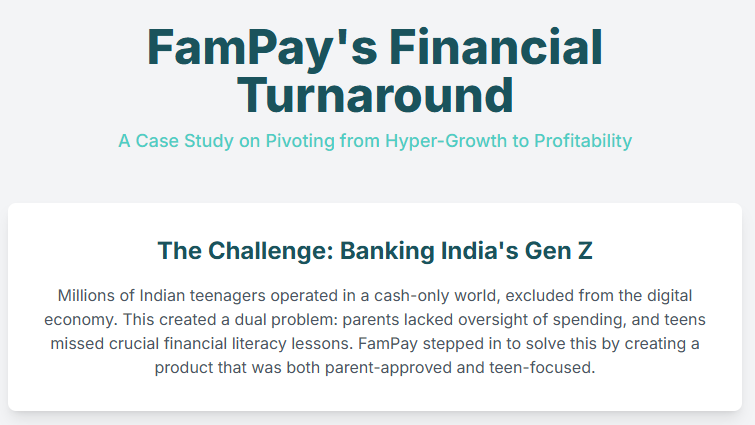 FamPay's Financial
Turnaround
A Case Study on Pivoting from Hyper-Growth to Profitability
The Challenge: Banking India's Gen Z
Millions of Indian teenagers operated in a cash-only world, excluded from the digital
economy. This created a dual problem: parents lacked oversight of spending, and teens
missed crucial financial literacy lessons. FamPay stepped in to solve this by creating a
product that was both parent-approved and teen-focused.